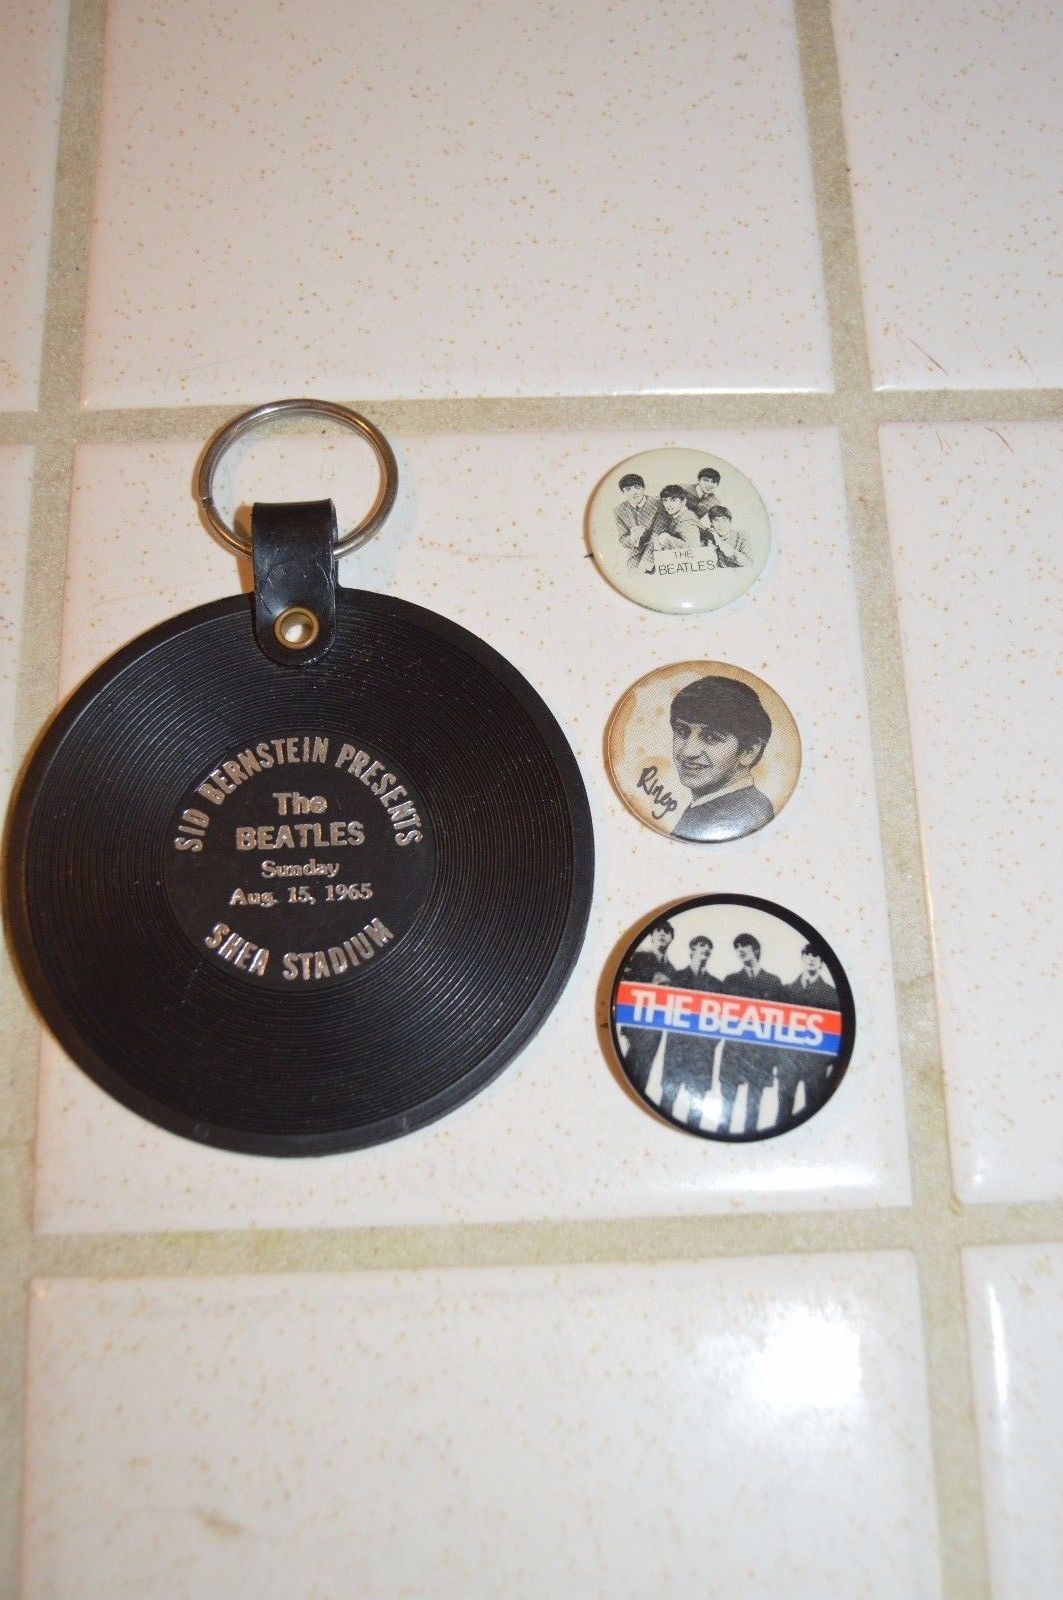 SID BERNSTEIN PRESENTS
The
BEATLES
Sunday
Aug. 15, 1965
SHEA STADIUM
THE
BEATLES
Ringo
THE BEATLES